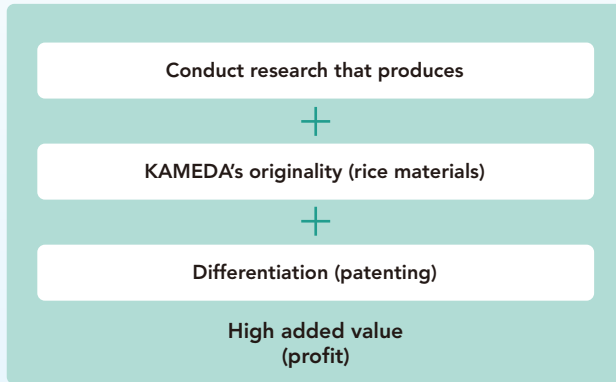 Conduct research that produces
+
KAMEDA's originality (rice materials)
+
Differentiation (patenting)
High added value
(profit)